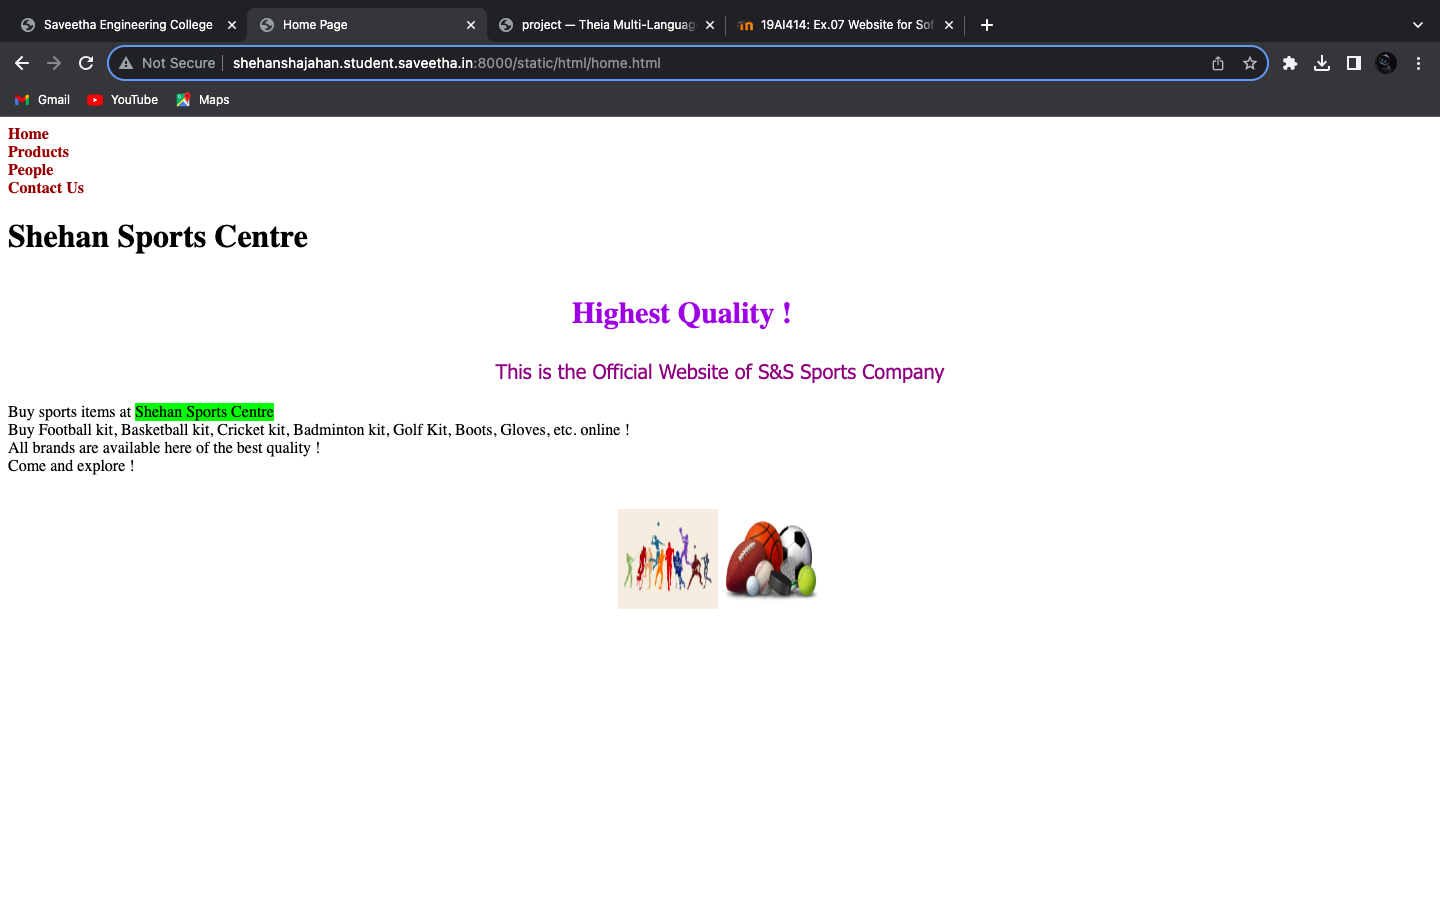 Saveetha Engineering College
Home Page
project — Theia Multi-Languag
19AI414: Ex.07 Website for Sof
Not Secure
shehanshajahan.student.saveetha.in:8000/static/html/home.html
Gmail
YouTube
Maps
Home
Products
People
Contact Us
Shehan Sports Centre
Highest Quality !
This is the Official Website of S&S Sports Company
Buy sports items at Shehan Sports Centre
Buy Football kit, Basketball kit, Cricket kit, Badminton kit, Golf Kit, Boots, Gloves, etc. online !
All brands are available here of the best quality !
Come and explore !